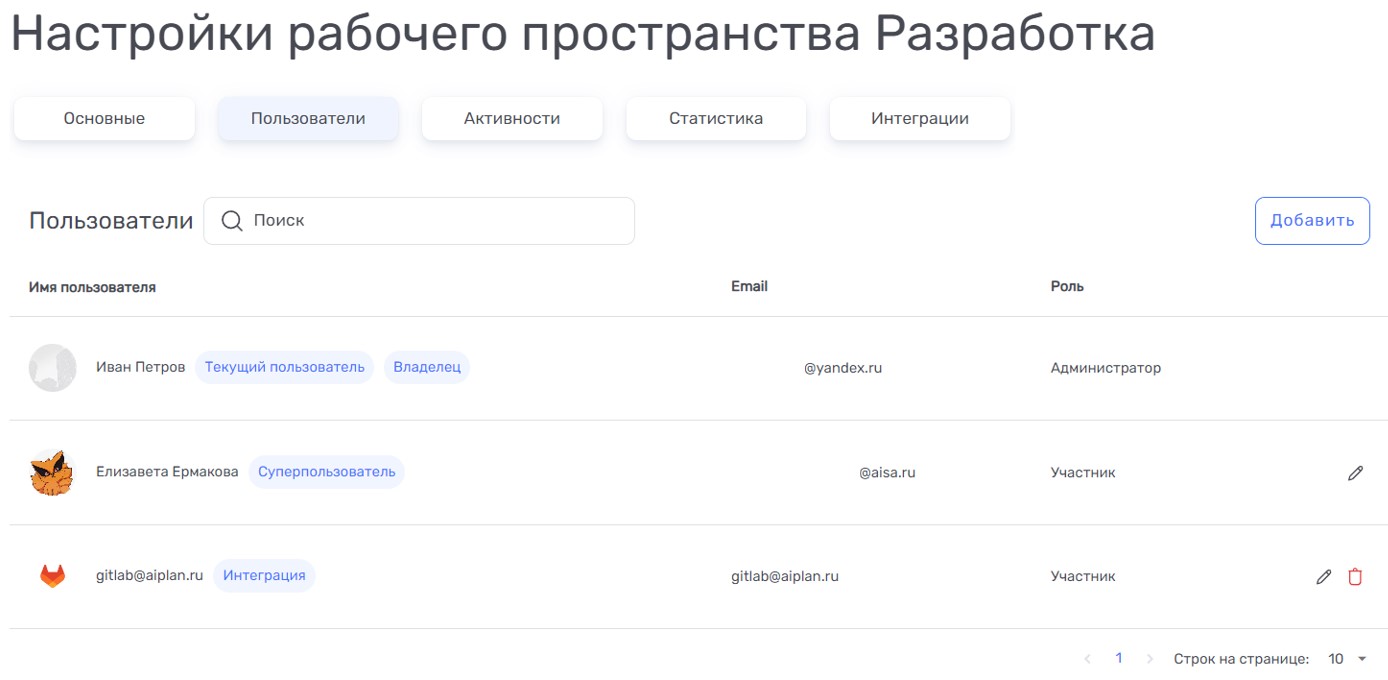 Настройки рабочего пространства Разработка
Основные Пользователи Активности Статистика Интеграции
Пользователи Поиск Добавить
Имя пользователя Email Роль
Иван Петров Текущий пользователь Владелец @yandex.ru Администратор
Елизавета Ермакова Суперпользователь @aisa.ru Участник
gitlab@aiplan.ru Интеграция gitlab@aiplan.ru Участник
1 Строк на странице: 10